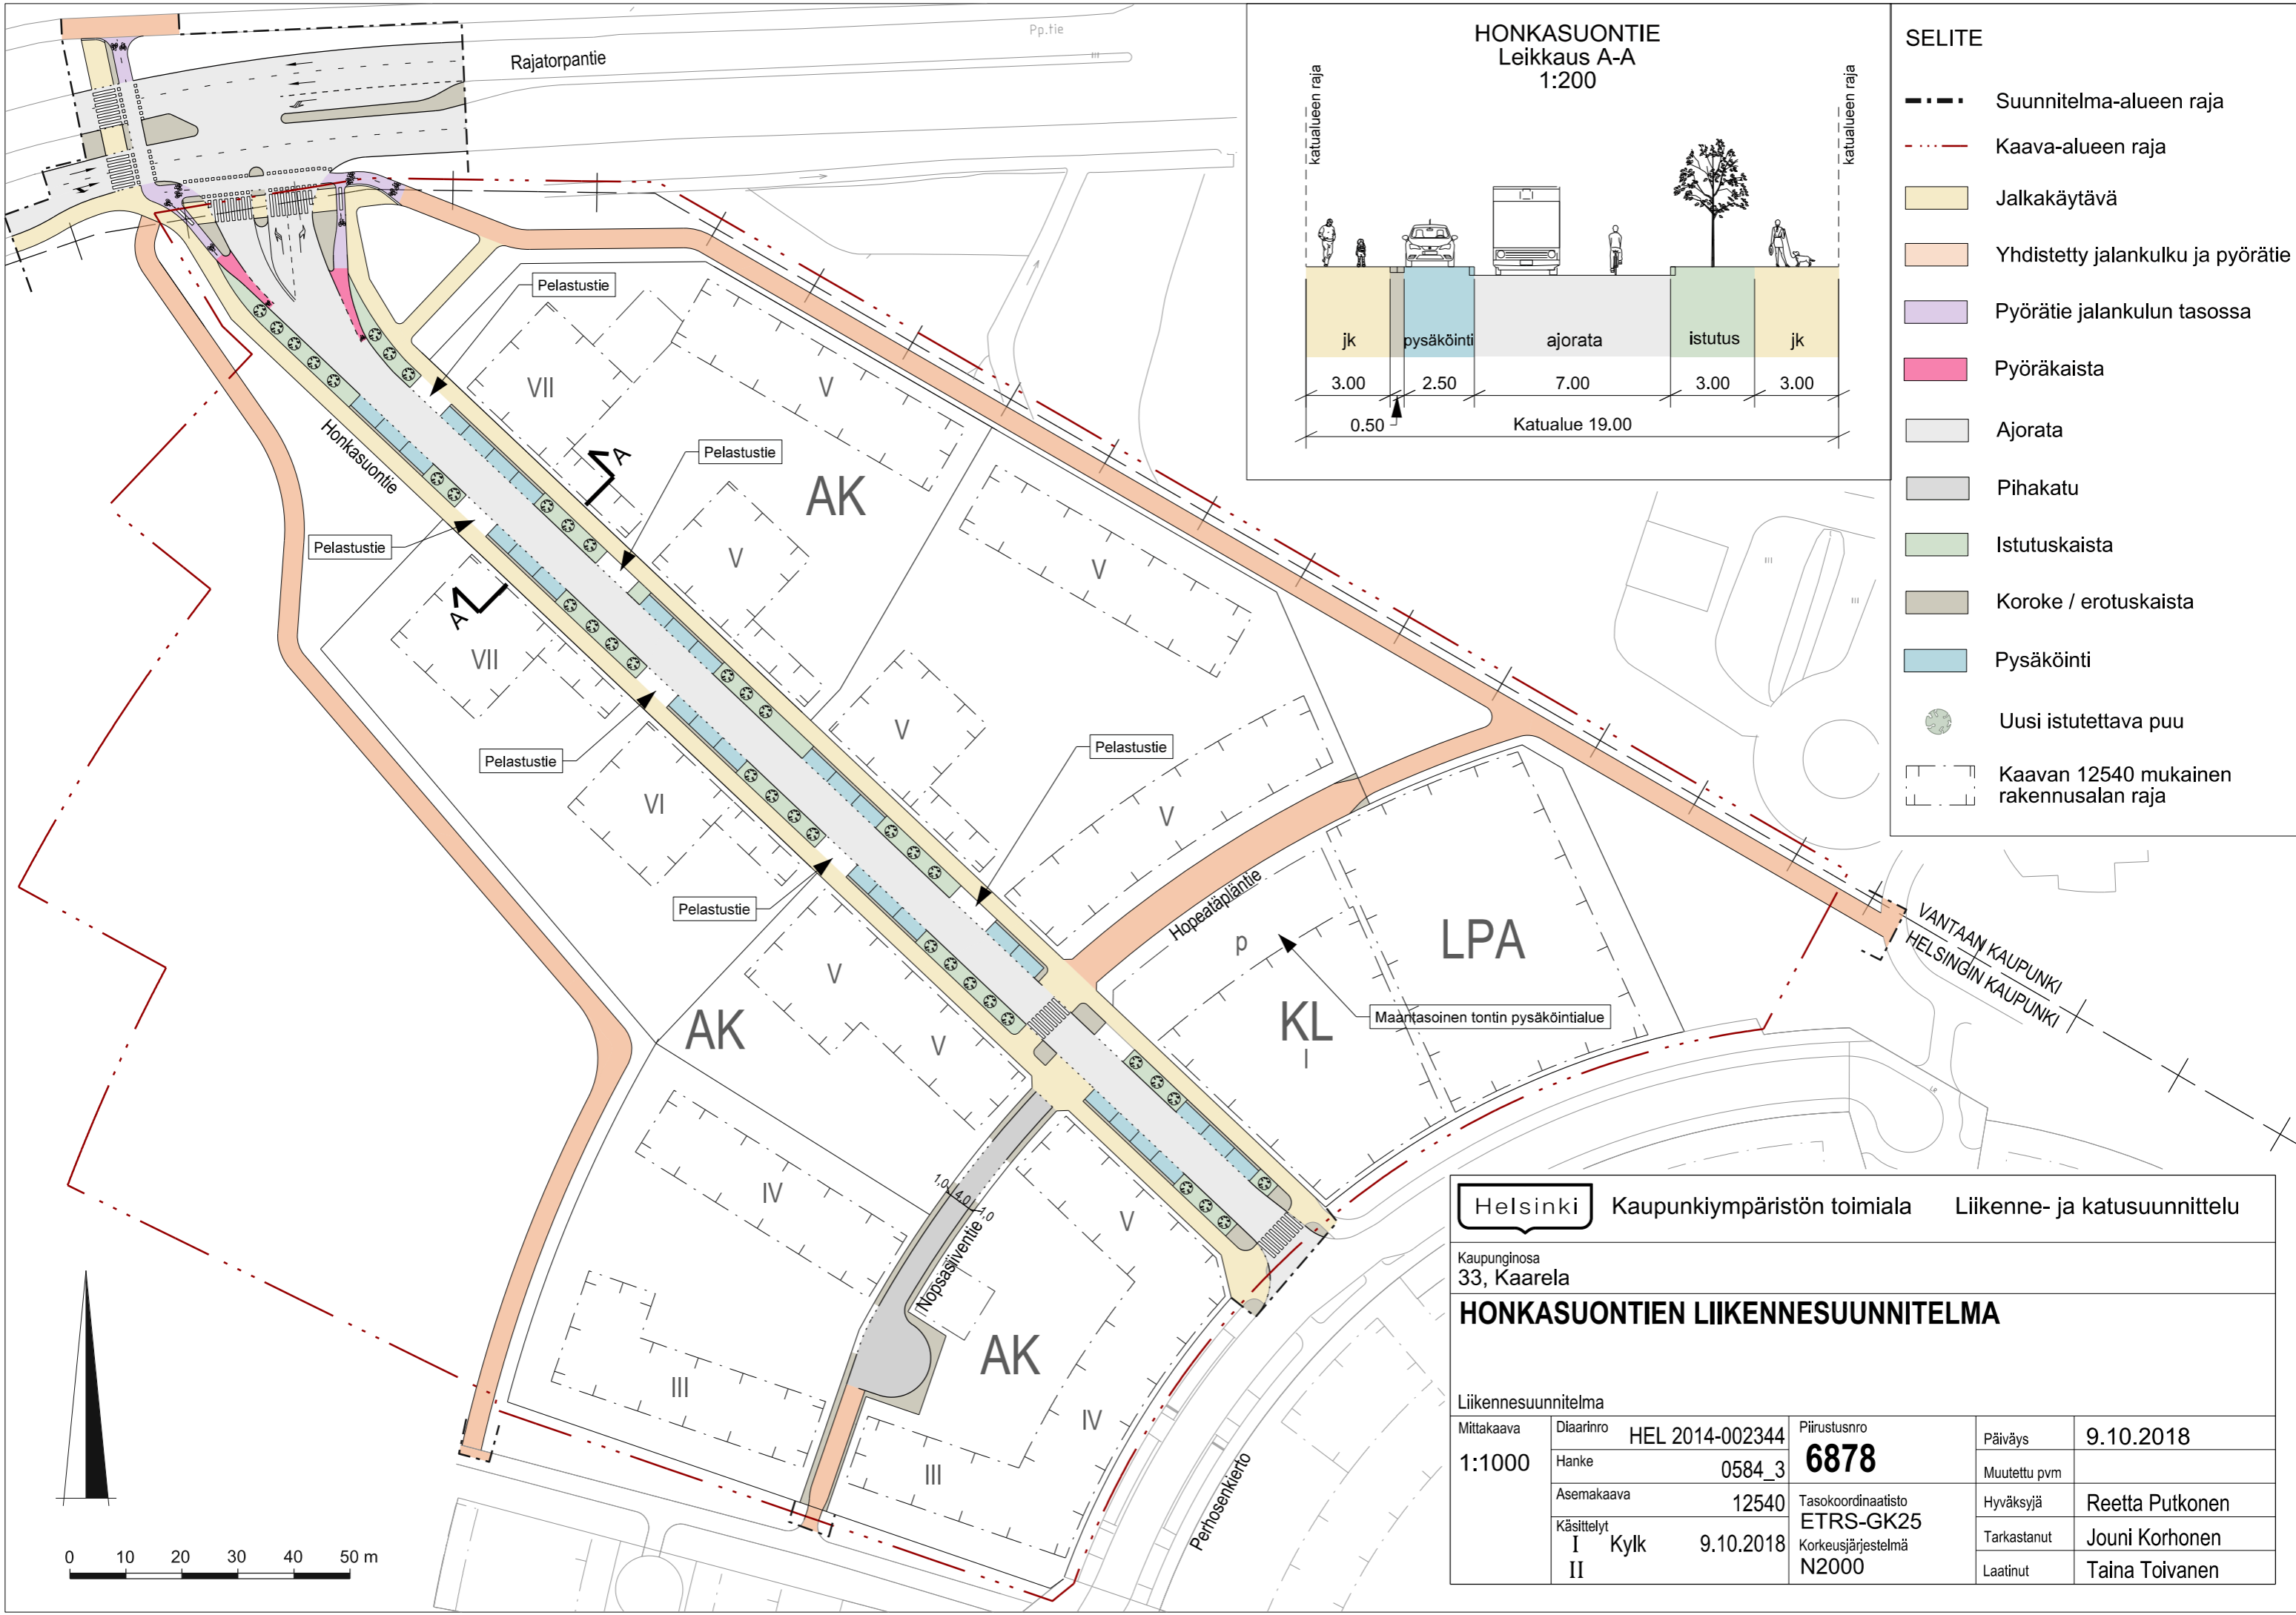 Rajatorpantie
Pp.tie
HONKASUONTIE
Leikkaus A-A
1:200
katualueen raja
katualueen raja
jk
pysäköinti
ajorata
istutus
jk
3.00
2.50
7.00
3.00
3.00
0.50
Katualue 19.00
SELITE
Suunnitelma-alueen raja
Kaava-alueen raja
Jalkakäytävä
Yhdistetty jalankulku ja pyörätie
Pyörätie jalankulun tasossa
Pyöräkaista
Ajorata
Pihakatu
Istutuskaista
Koroke / erotuskaista
Pysäköinti
Uusi istutettava puu
Kaavan 12540 mukainen
rakennusalan raja
Pelastustie
VII
V
Honkasuontie
A
Pelastustie
AK
Pelastustie
V
V
A
VII
Pelastustie
V
Pelastustie
VI
V
Pelastustie
Hopeatäpläntie
p
LPA
V
AK
V
KL
I
Maantasoinen tontin pysäköintialue
VANTAAN KAUPUNKI
HELSINGIN KAUPUNKI
IV
1,0
4,0
1,0
Nopsasiiventie
V
III
AK
IV
III
Perhosenkierto
0 10 20 30 40 50 m
Helsinki
Kaupunkiympäristön toimiala Liikenne- ja katusuunnittelu
Kaupunginosa
33, Kaarela
HONKASUONTIEN LIIKENNESUUNNITELMA
Liikennesuunnitelma
Mittakaava
1:1000
Diaarinro HEL 2014-002344
Hanke 0584_3
Asemakaava 12540
Käsittelyt
I Kylk 9.10.2018
II
Piirustusnro
6878
Tasokoordinaatisto
ETRS-GK25
Korkeusjärjestelmä
N2000
Päiväys 9.10.2018
Muutettu pvm
Hyväksyjä Reetta Putkonen
Tarkastanut Jouni Korhonen
Laatinut Taina Toivanen